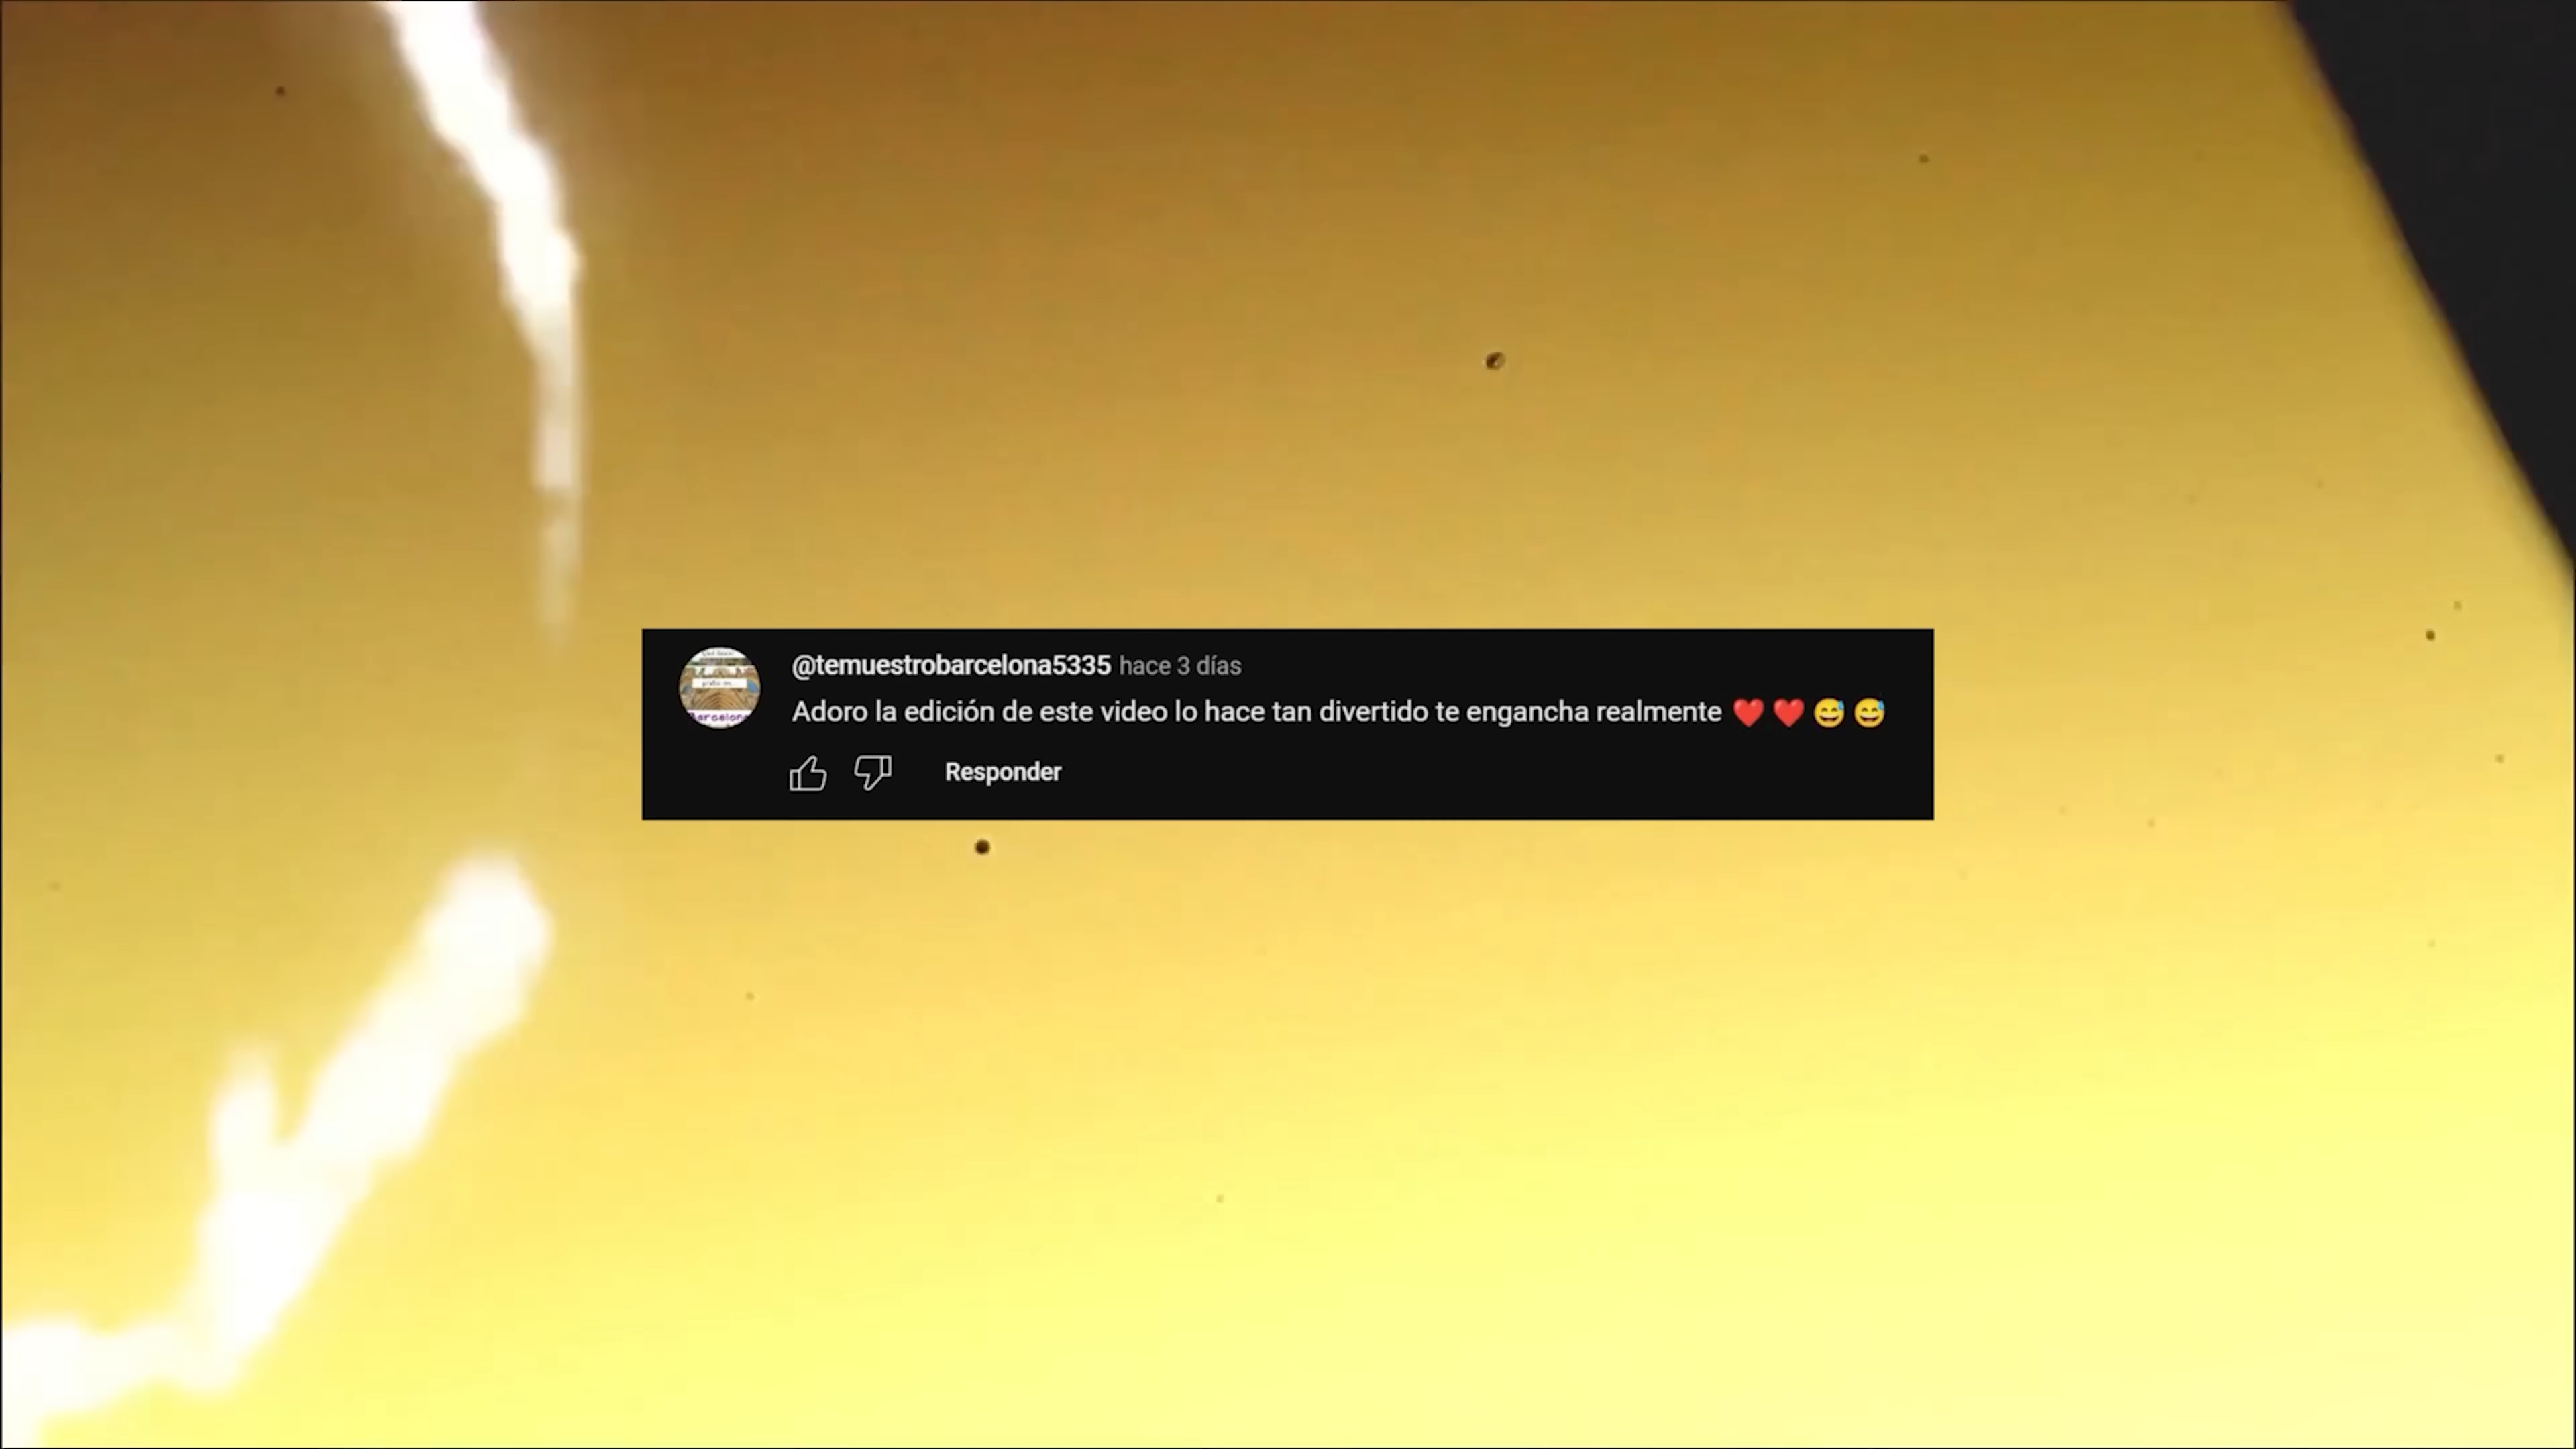 @temuestrobarcelona5335 hace 3 días
Adoro la edición de este video lo hace tan divertido te engancha realmente ❤️ ❤️ 😅 😅
Responder